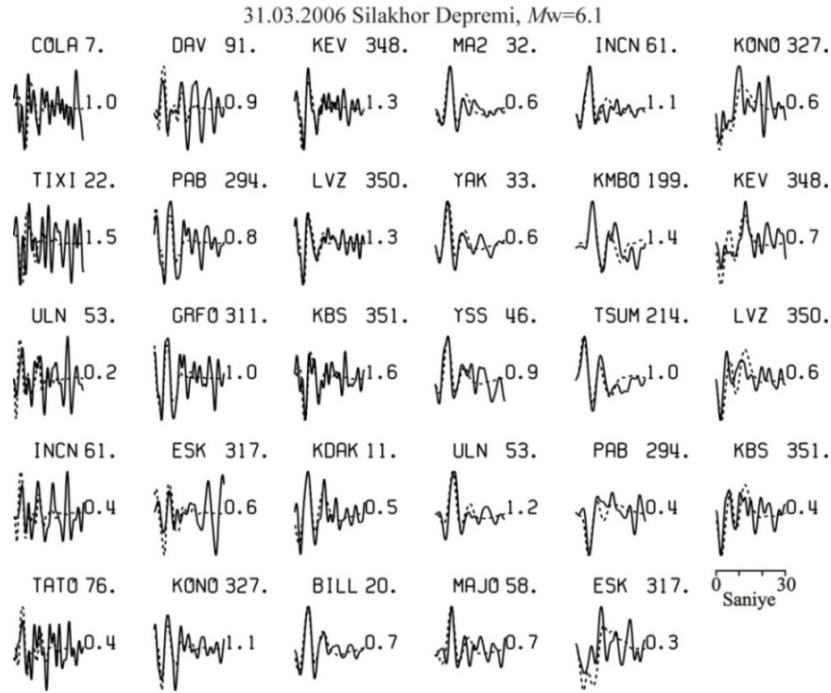 31.03.2006 Silakhor Depremi, Mw=6.1
COLA 7. DAV 91. KEV 348. MA2 32. INCN 61. KONO 327.
1.0 0.9 1.3 0.6 1.1 0.6
TIXI 22. PAB 294. LVZ 350. YAK 33. KMBO 199. KEV 348.
1.5 0.8 1.3 0.6 1.4 0.7
ULN 53. GRFO 311. KBS 351. YSS 46. TSUM 214. LVZ 350.
0.2 1.0 1.6 0.9 1.0 0.6
INCN 61. ESK 317. KDAK 11. ULN 53. PAB 294. KBS 351.
0.4 0.6 0.5 1.2 0.4 0.4
TATO 76. KONO 327. BILL 20. MAJO 58. ESK 317. 0 30
Saniye
0.4 1.1 0.7 0.7 0.3